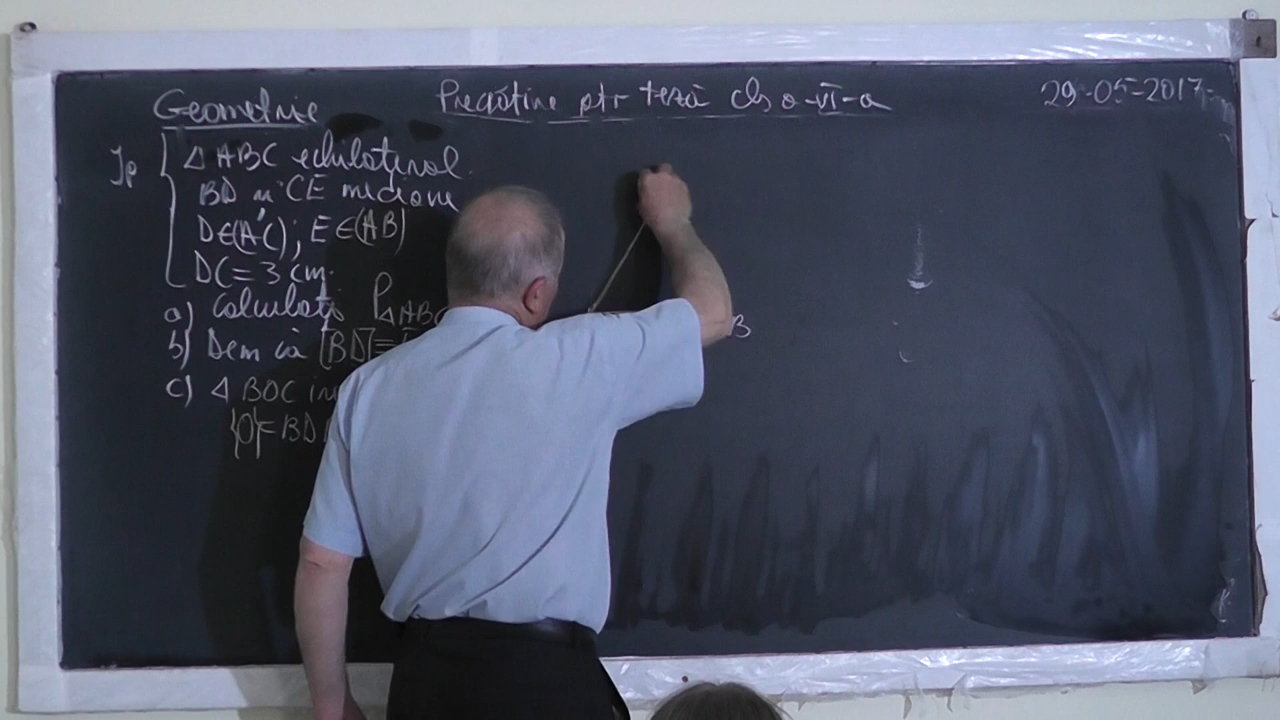 Geometrie
Pregătire ptr teză cls a-VI-a
29-05-2017
Ip
△ ABC echilateral
BD și CE mediane
D∈(AC); E∈(AB)
DC = 3 cm.
a) calculați P△ABC
b) Dem că [BD]≡
c) △ BOC
{O}=BD
B